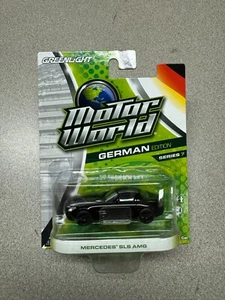 GREENLIGHT
MOTOR
WORLD
GERMAN EDITION
SERIES 7
MERCEDES SLS AMG